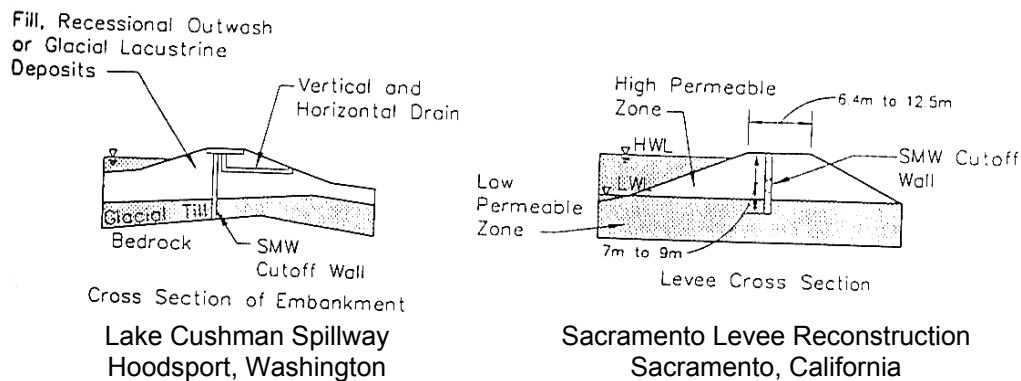 Fill, Recessional Outwash
or Glacial Lacustrine
Deposits
Vertical and
Horizontal Drain
Glacial Till
Bedrock
SMW
Cutoff Wall
Cross Section of Embankment
Lake Cushman Spillway
Hoodsport, Washington
High Permeable
Zone
6.4m to 12.5m
HWL
SMW Cutoff
Wall
LWL
Low
Permeable
Zone
7m to 9m
Levee Cross Section
Sacramento Levee Reconstruction
Sacramento, California